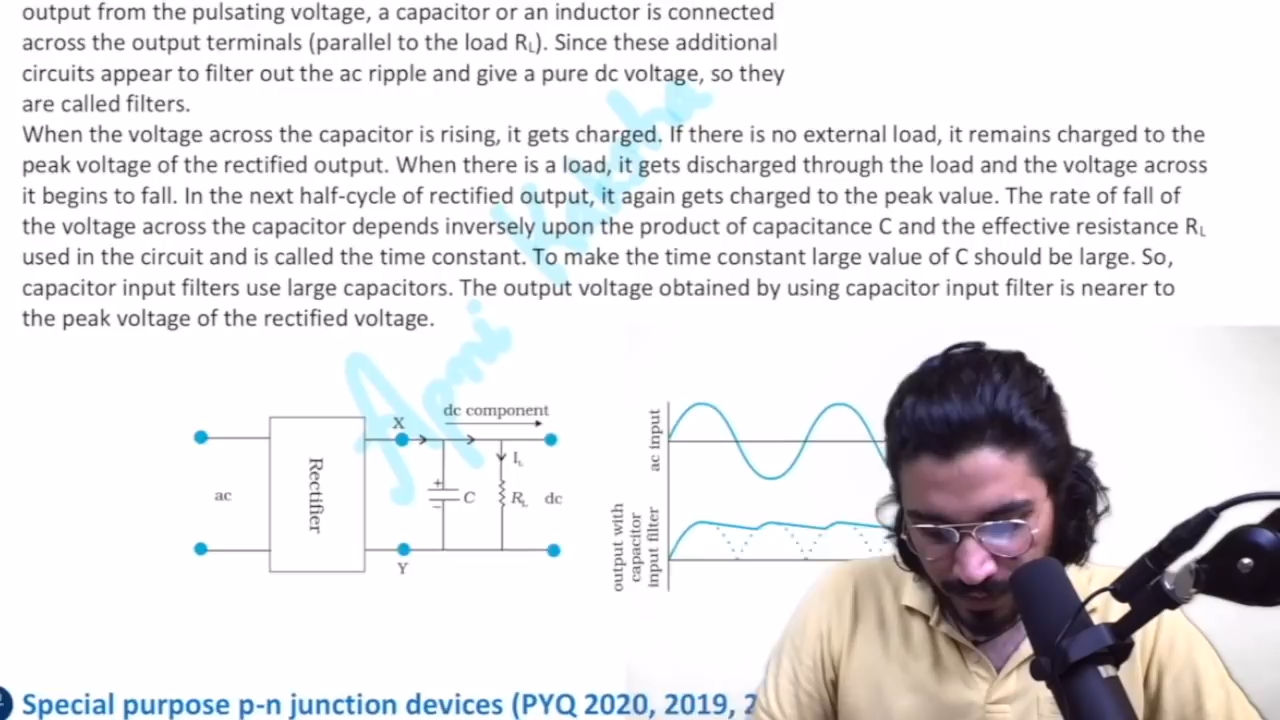 output from the pulsating voltage, a capacitor or an inductor is connected
across the output terminals (parallel to the load RL). Since these additional
circuits appear to filter out the ac ripple and give a pure dc voltage, so they
are called filters.
When the voltage across the capacitor is rising, it gets charged. If there is no external load, it remains charged to the
peak voltage of the rectified output. When there is a load, it gets discharged through the load and the voltage across
it begins to fall. In the next half-cycle of rectified output, it again gets charged to the peak value. The rate of fall of
the voltage across the capacitor depends inversely upon the product of capacitance C and the effective resistance RL
used in the circuit and is called the time constant. To make the time constant large value of C should be large. So,
capacitor input filters use large capacitors. The output voltage obtained by using capacitor input filter is nearer to
the peak voltage of the rectified voltage.
Apni Kaksha
dc component
X
Rectifier
ac
+
−
C
IL
RL
dc
Y
ac input
output with
capacitor
input filter
Special purpose p-n junction devices (PYQ 2020, 2019, 2